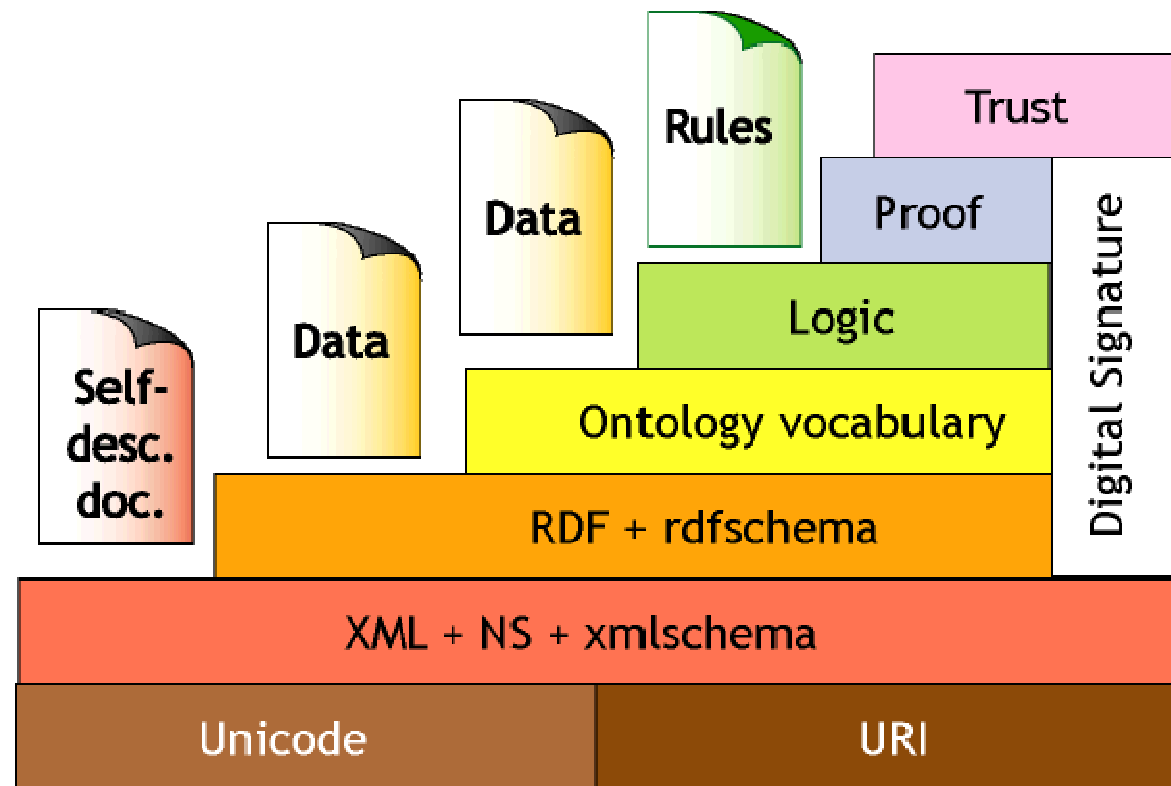 Rules
Trust
Data
Proof
Data
Logic
Self-
desc.
doc.
Ontology vocabulary
Digital Signature
RDF + rdfschema
XML + NS + xmlschema
Unicode
URI